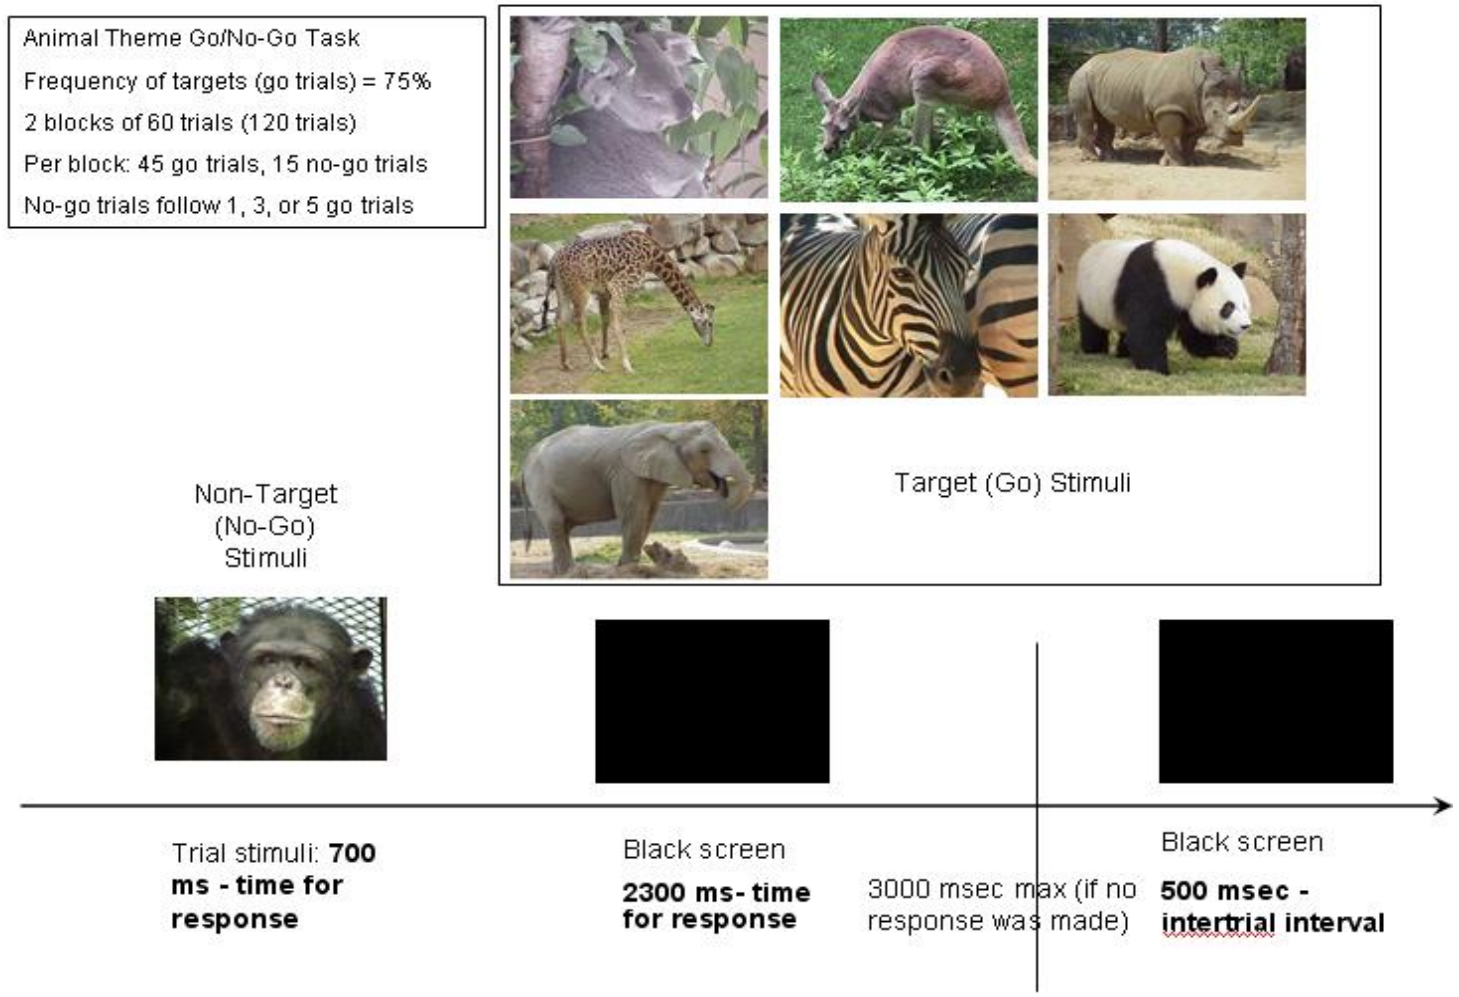 Animal Theme Go/No-Go Task
Frequency of targets (go trials) = 75%
2 blocks of 60 trials (120 trials)
Per block: 45 go trials, 15 no-go trials
No-go trials follow 1, 3, or 5 go trials
Target (Go) Stimuli
Non-Target
(No-Go)
Stimuli
Trial stimuli: 700
ms - time for
response
Black screen
2300 ms- time
for response
3000 msec max (if no
response was made)
Black screen
500 msec -
intertrial interval